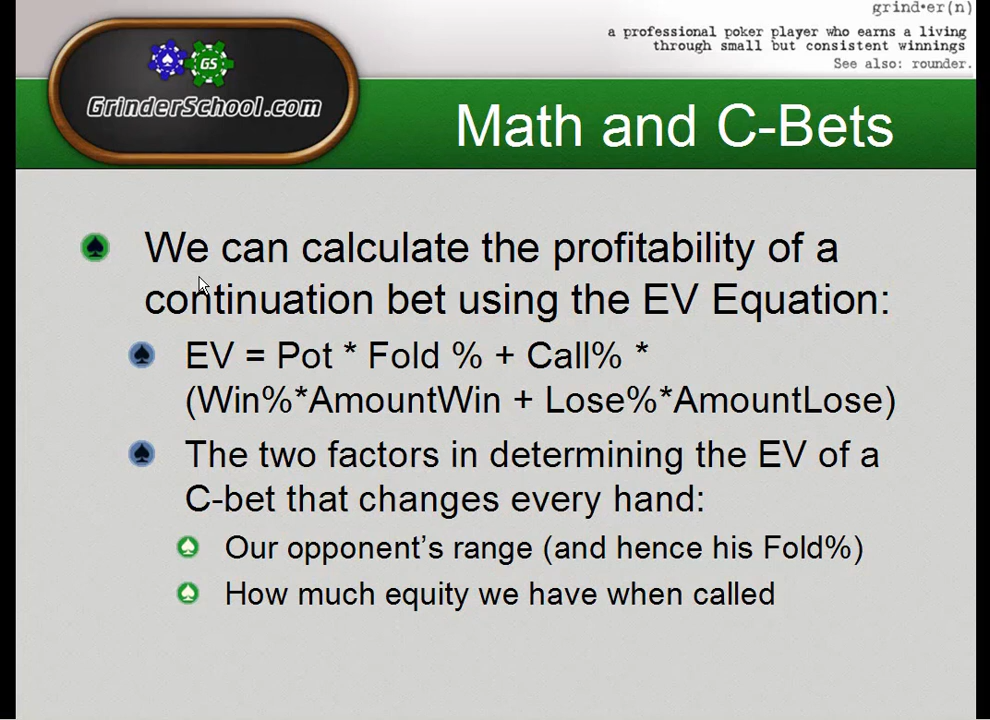 grind•er(n)
a professional poker player who earns a living
through small but consistent winnings
See also: rounder.
GS
GrinderSchool.com
Math and C-Bets
We can calculate the profitability of a
continuation bet using the EV Equation:
EV = Pot * Fold % + Call% *
(Win%*AmountWin + Lose%*AmountLose)
The two factors in determining the EV of a
C-bet that changes every hand:
Our opponent's range (and hence his Fold%)
How much equity we have when called